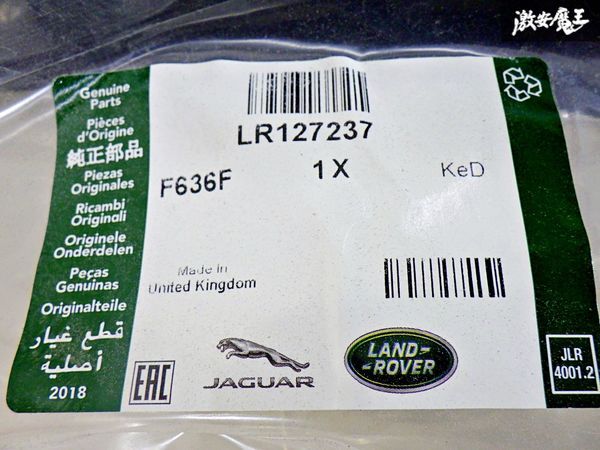 激安魔王
Genuine
Parts
Pièces
d'Origine
純正部品
Piezas
Originales
Ricambi
Originali
Originele
Onderdelen
Peças
Genuinas
Originalteile
قطع غيار
أصلية
2018
LR127237
F636F
1X
KeD
Made in
United Kingdom
EAC
JAGUAR
LAND-
-ROVER
JLR
4001.2